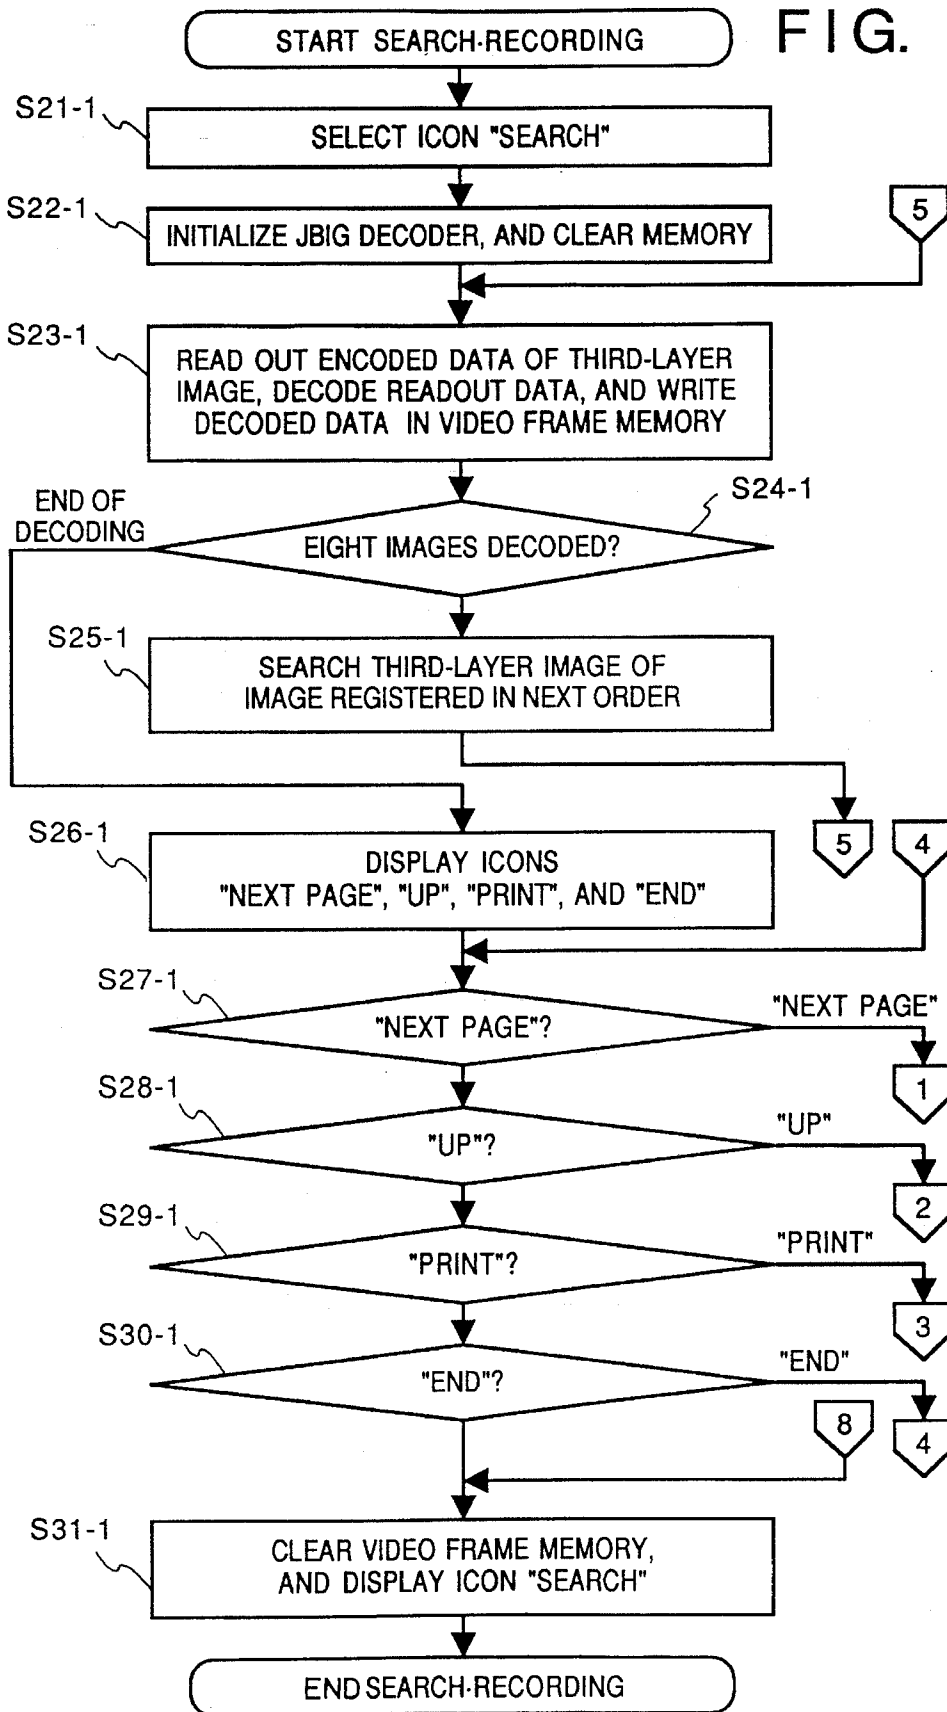 FIG.
START SEARCH·RECORDING
S21-1
SELECT ICON "SEARCH"
S22-1
INITIALIZE JBIG DECODER, AND CLEAR MEMORY
5
S23-1
READ OUT ENCODED DATA OF THIRD-LAYER
IMAGE, DECODE READOUT DATA, AND WRITE
DECODED DATA IN VIDEO FRAME MEMORY
END OF
DECODING
S24-1
EIGHT IMAGES DECODED?
S25-1
SEARCH THIRD-LAYER IMAGE OF
IMAGE REGISTERED IN NEXT ORDER
5
4
S26-1
DISPLAY ICONS
"NEXT PAGE", "UP", "PRINT", AND "END"
S27-1
"NEXT PAGE"?
"NEXT PAGE"
1
S28-1
"UP"?
"UP"
2
S29-1
"PRINT"?
"PRINT"
3
S30-1
"END"?
"END"
4
8
S31-1
CLEAR VIDEO FRAME MEMORY,
AND DISPLAY ICON "SEARCH"
END SEARCH·RECORDING